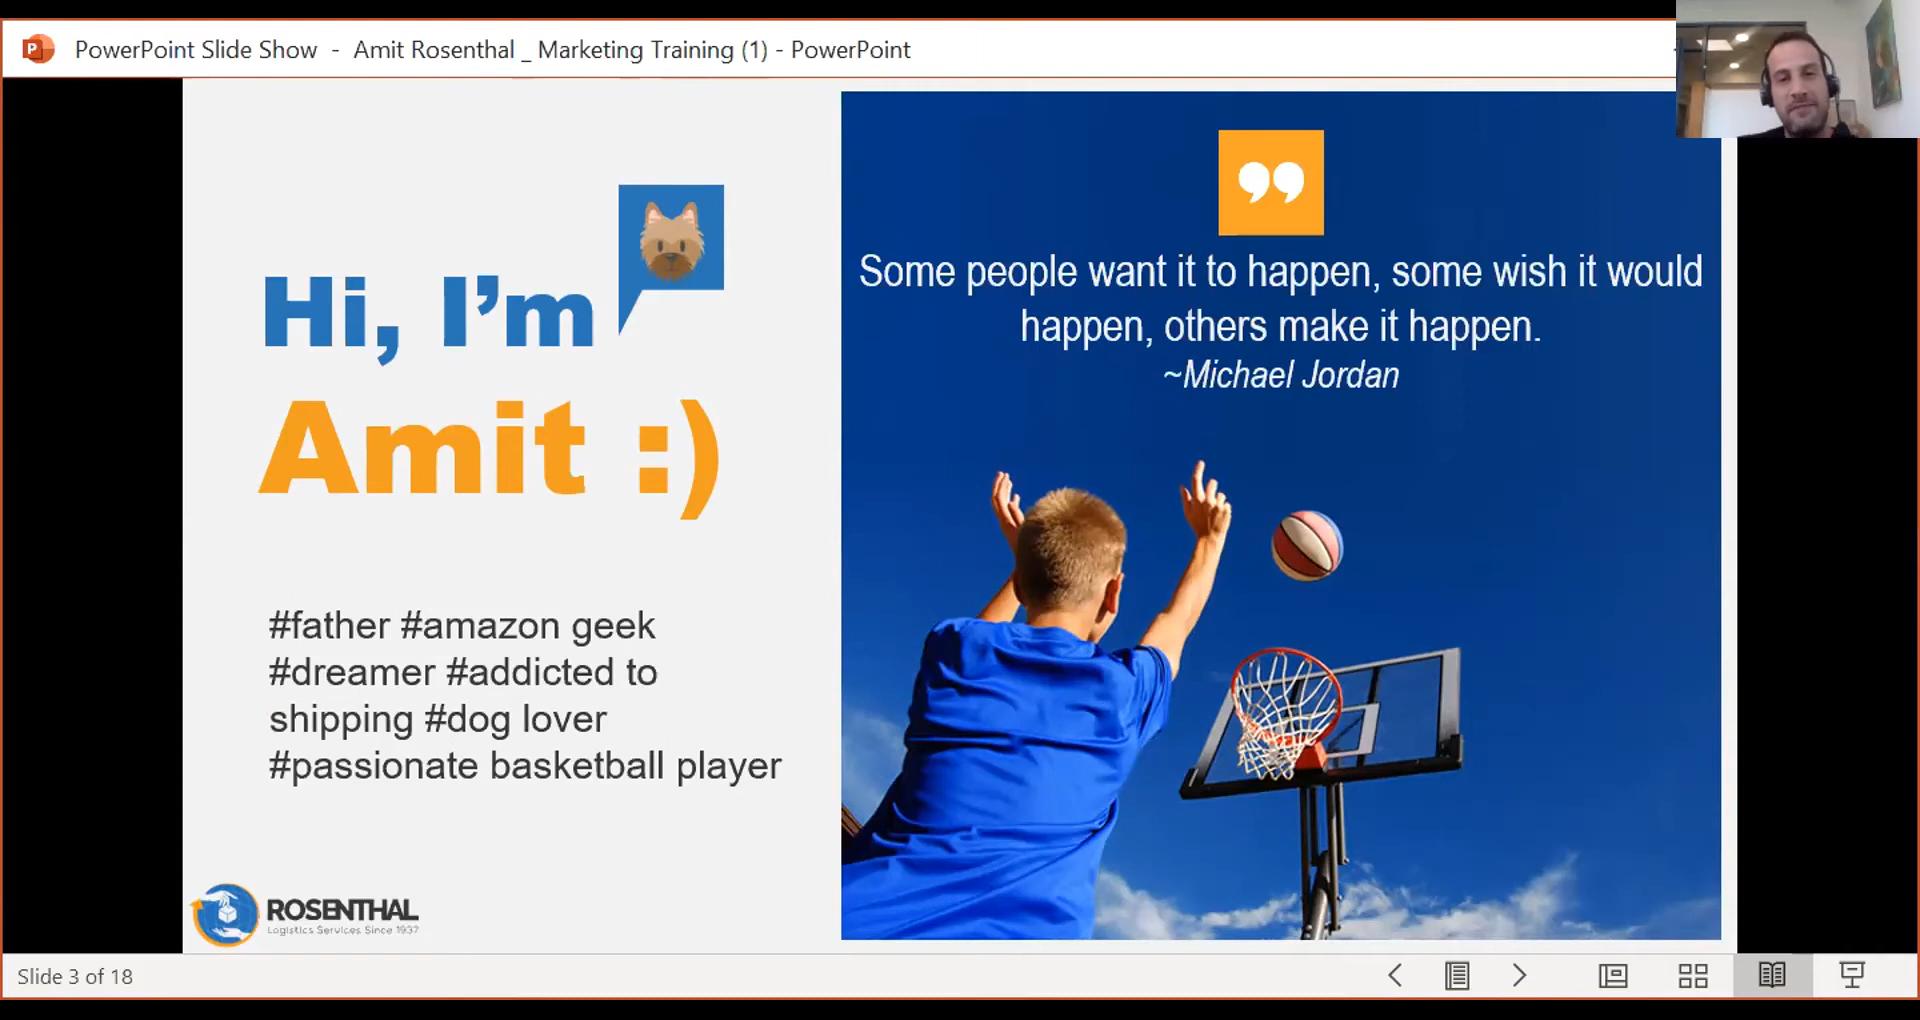 PowerPoint Slide Show - Amit Rosenthal _ Marketing Training (1) - PowerPoint
Hi, I’m
Amit :)
#father #amazon geek
#dreamer #addicted to
shipping #dog lover
#passionate basketball player
ROSENTHAL
Logistics Services Since 1937
Some people want it to happen, some wish it would
happen, others make it happen.
~Michael Jordan
Slide 3 of 18